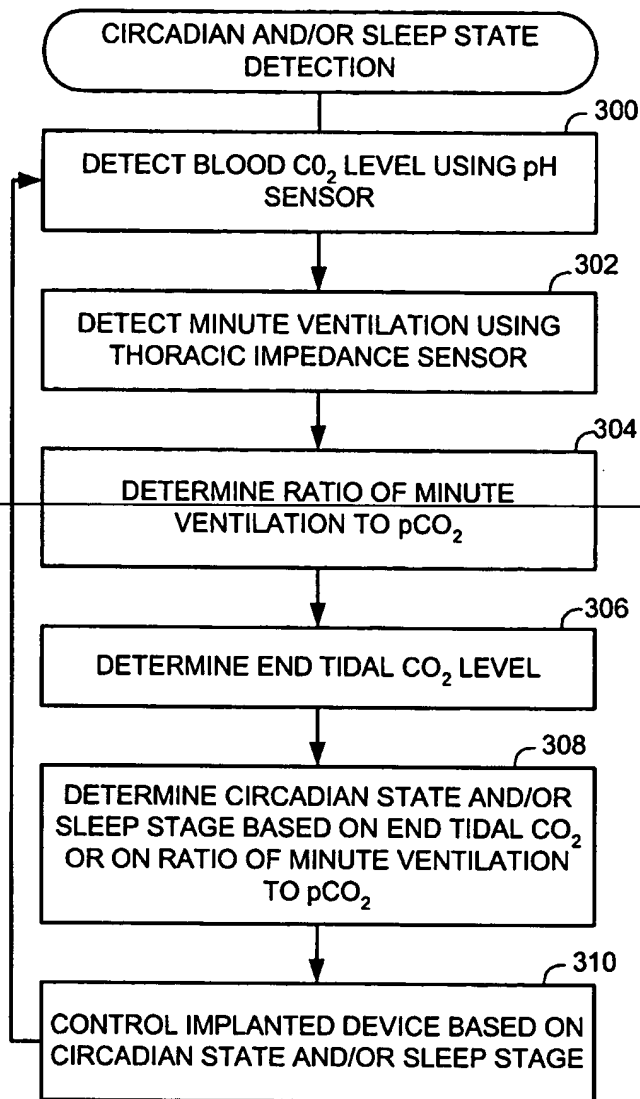 CIRCADIAN AND/OR SLEEP STATE
DETECTION
300
DETECT BLOOD C0₂ LEVEL USING pH
SENSOR
302
DETECT MINUTE VENTILATION USING
THORACIC IMPEDANCE SENSOR
304
DETERMINE RATIO OF MINUTE
VENTILATION TO pCO₂
306
DETERMINE END TIDAL CO₂ LEVEL
308
DETERMINE CIRCADIAN STATE AND/OR
SLEEP STAGE BASED ON END TIDAL CO₂
OR ON RATIO OF MINUTE VENTILATION
TO pCO₂
310
CONTROL IMPLANTED DEVICE BASED ON
CIRCADIAN STATE AND/OR SLEEP STAGE